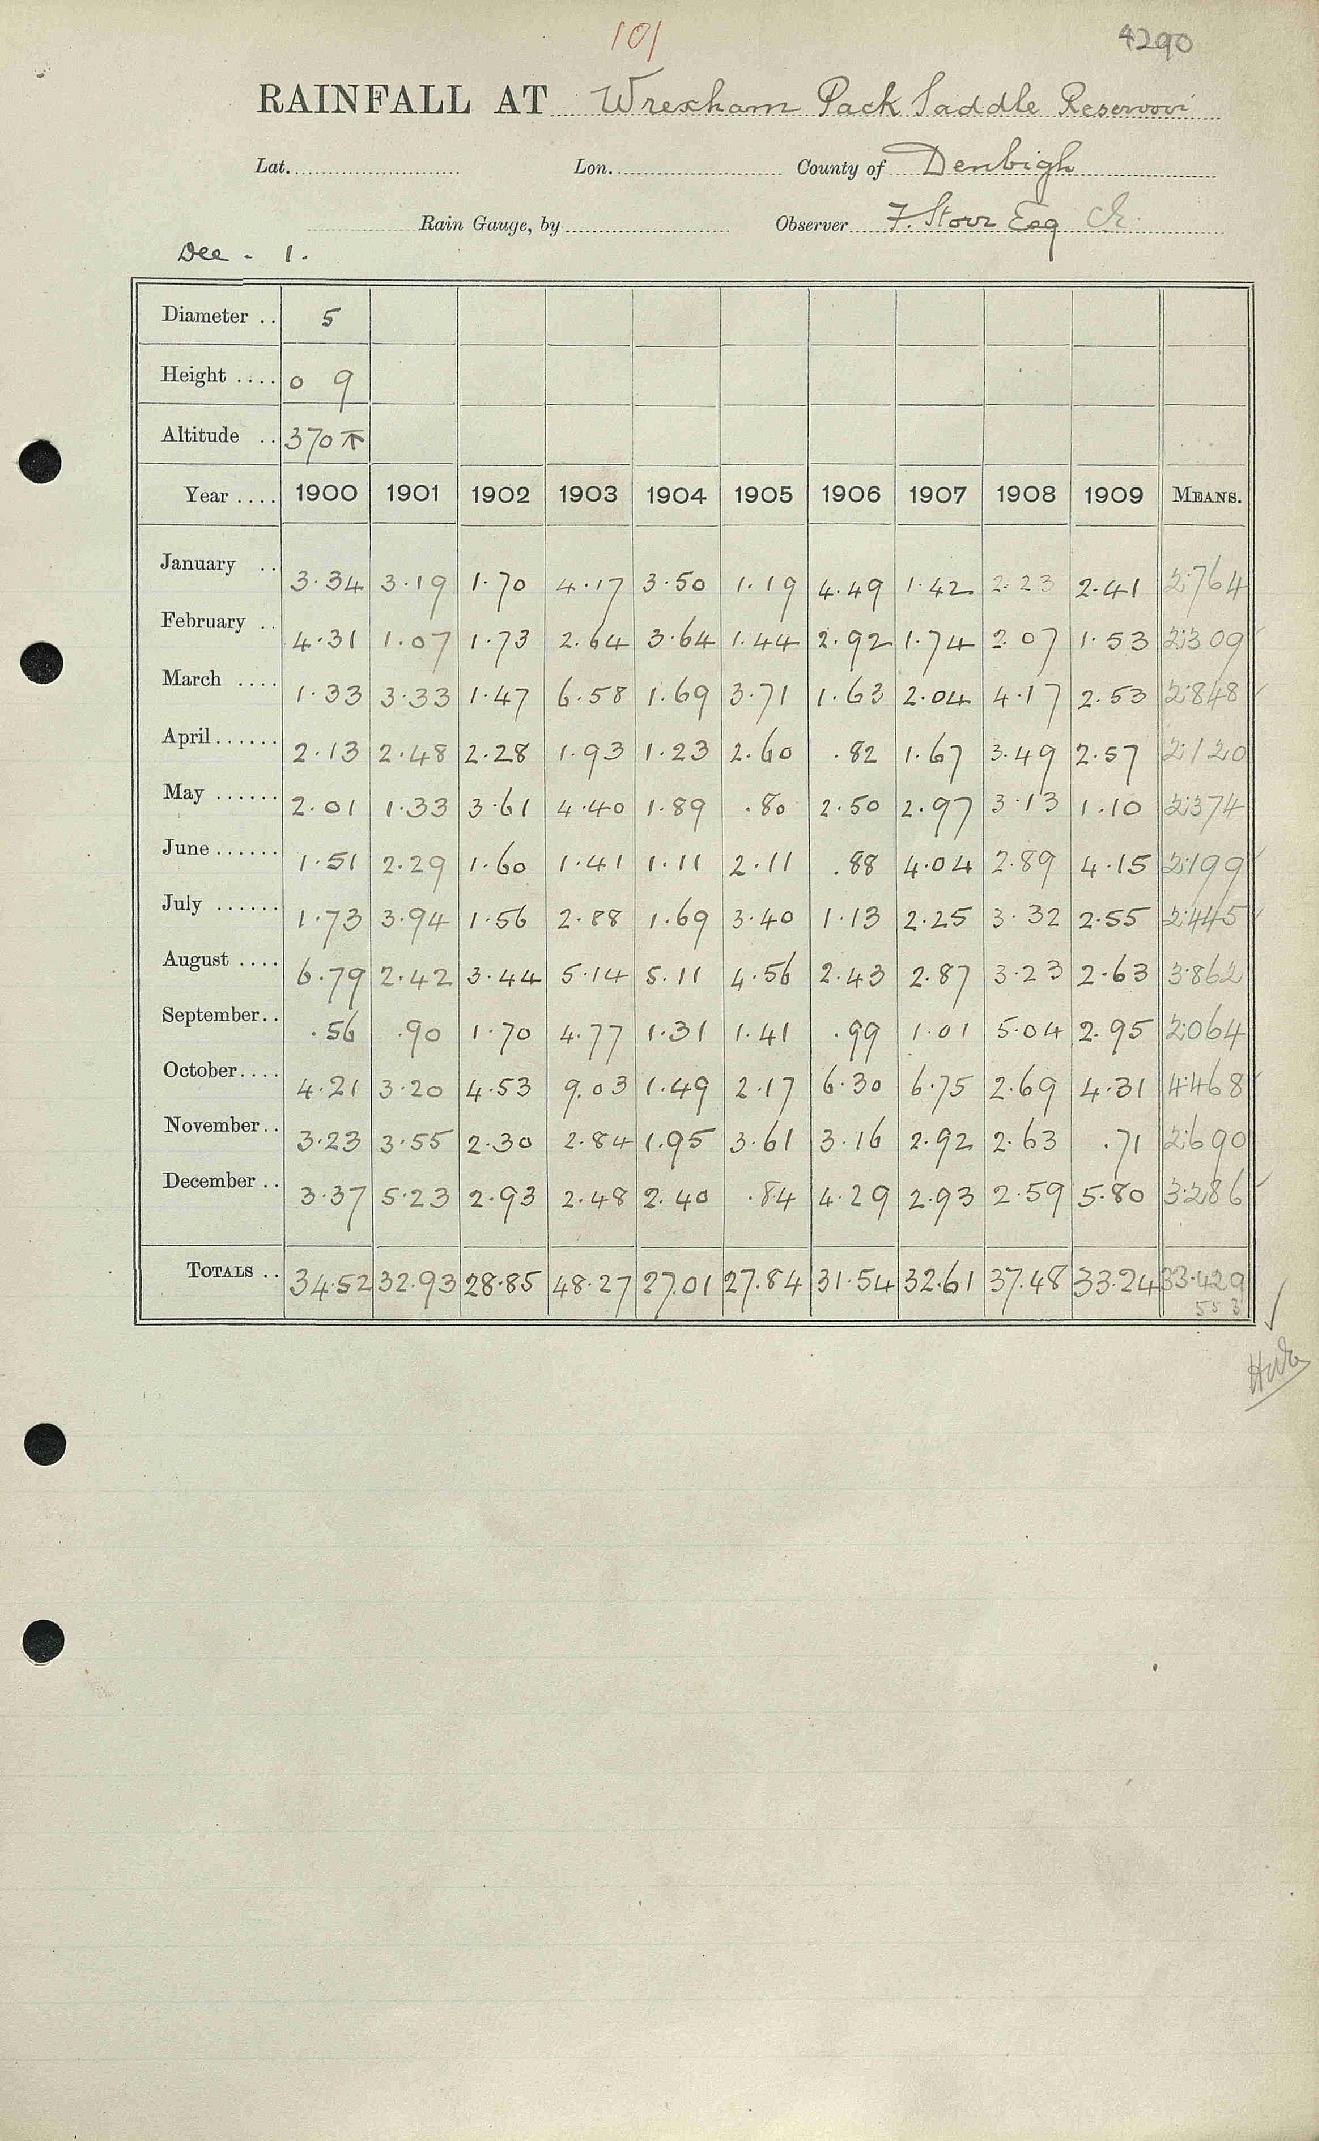 101
4290
RAINFALL AT Wrexham Pack Saddle Reservoir
Lat. Lon. County of Denbigh
Rain Gauge, by Observer F. Storr Esq
Dec - 1.
Diameter .. 5
Height .... 0 9
Altitude .. 370
Year .... 1900 1901 1902 1903 1904 1905 1906 1907 1908 1909 MEANS.
January .. 3.34 3.19 1.70 4.17 3.50 1.19 4.49 1.42 2.23 2.41 2.764
February .. 4.31 1.07 1.73 2.64 3.64 1.44 2.92 1.74 2.07 1.53 2.309
March .... 1.33 3.33 1.47 6.58 1.69 3.71 1.63 2.04 4.17 2.53 2.848
April...... 2.13 2.48 2.28 1.93 1.23 2.60 .82 1.67 3.49 2.57 2.120
May ...... 2.01 1.33 3.61 4.40 1.89 .80 2.50 2.97 3.13 1.10 2.374
June...... 1.51 2.29 1.60 1.41 1.11 2.11 .88 4.04 2.89 4.15 2.199
July ...... 1.73 3.94 1.56 2.88 1.69 3.40 1.13 2.25 3.32 2.55 2.445
August .... 6.79 2.42 3.44 5.14 5.11 4.56 2.43 2.87 3.23 2.63 3.862
September.. .56 .90 1.70 4.77 1.31 1.41 .99 1.01 5.04 2.95 2.064
October.... 4.21 3.20 4.53 9.03 1.49 2.17 6.30 6.75 2.69 4.31 4.468
November.. 3.23 3.55 2.30 2.84 1.95 3.61 3.16 2.92 2.63 .71 2.690
December .. 3.37 5.23 2.93 2.48 2.40 .84 4.29 2.93 2.59 5.80 3.286
TOTALS .. 34.52 32.93 28.85 48.27 27.01 27.84 31.54 32.61 37.48 33.24 33.429